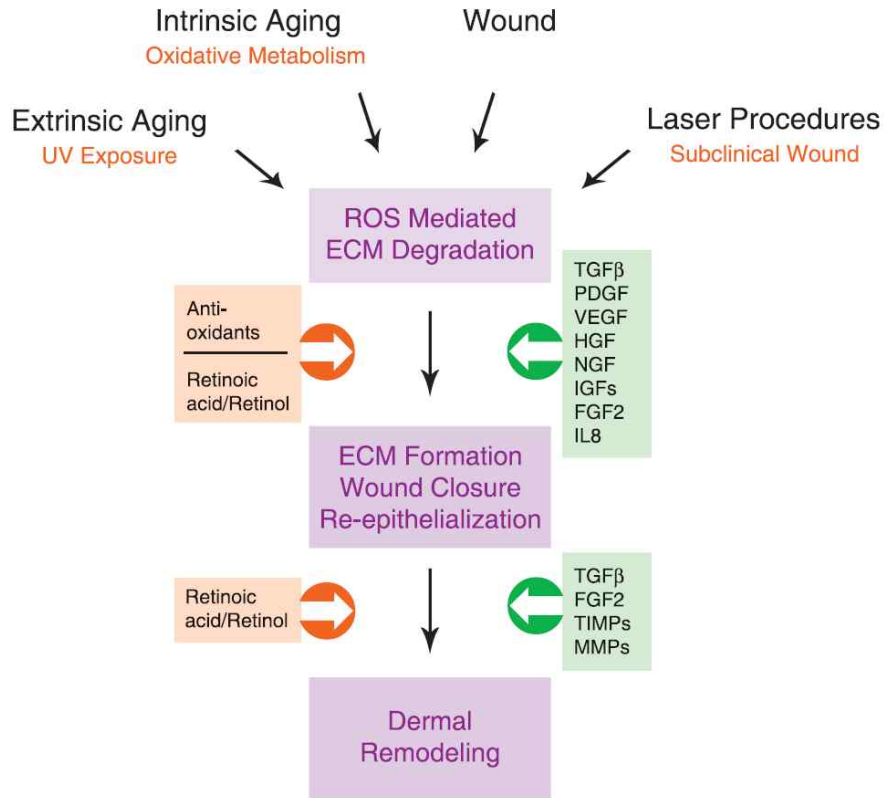 Intrinsic Aging
Oxidative Metabolism
Wound
Extrinsic Aging
UV Exposure
Laser Procedures
Subclinical Wound
ROS Mediated
ECM Degradation
Anti-
oxidants
Retinoic
acid/Retinol
TGFβ
PDGF
VEGF
HGF
NGF
IGFs
FGF2
IL8
ECM Formation
Wound Closure
Re-epithelialization
Retinoic
acid/Retinol
TGFβ
FGF2
TIMPs
MMPs
Dermal
Remodeling